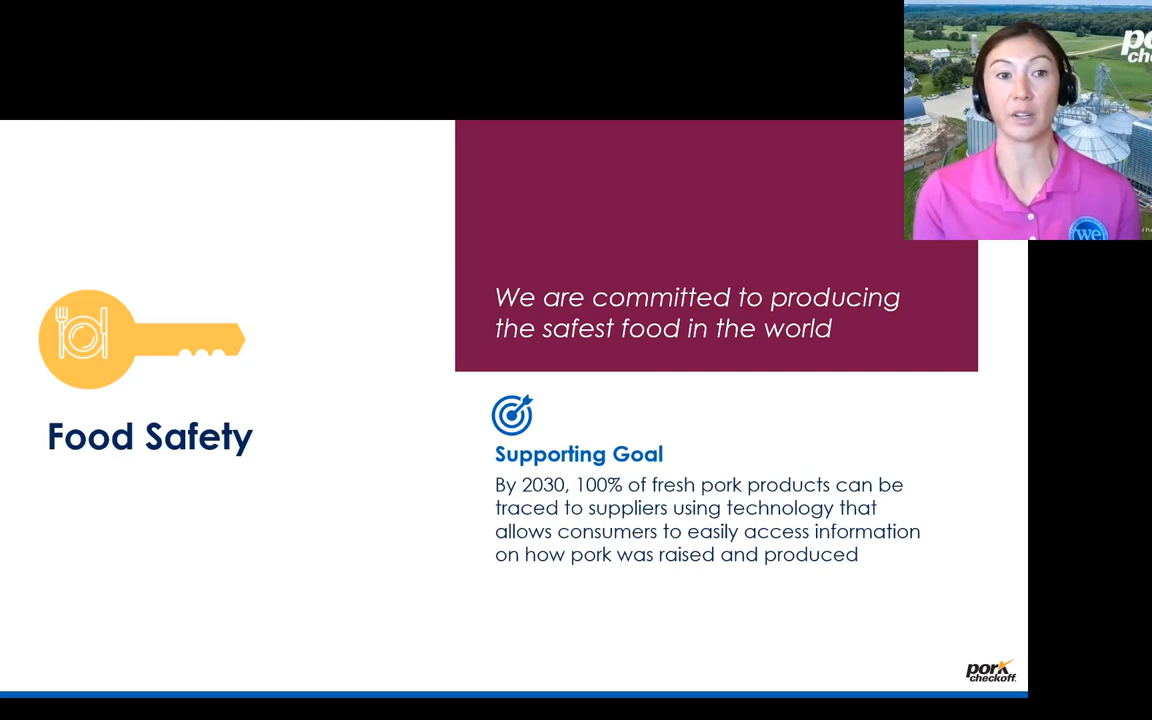 We are committed to producing
the safest food in the world
Food Safety
Supporting Goal
By 2030, 100% of fresh pork products can be
traced to suppliers using technology that
allows consumers to easily access information
on how pork was raised and produced
we
pork
checkoff